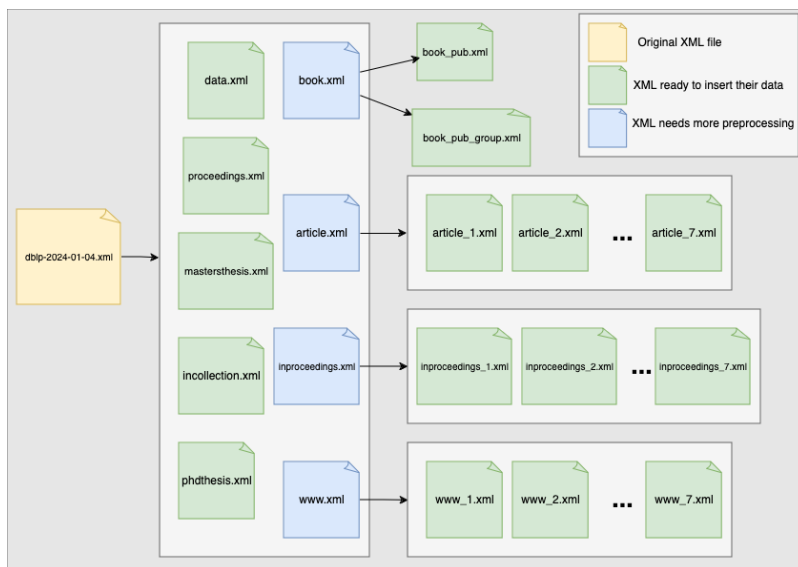 Original XML file
XML ready to insert their data
XML needs more preprocessing
dblp-2024-01-04.xml
data.xml
book.xml
book_pub.xml
book_pub_group.xml
proceedings.xml
article.xml
article_1.xml
article_2.xml
...
article_7.xml
mastersthesis.xml
incollection.xml
inproceedings.xml
inproceedings_1.xml
inproceedings_2.xml
...
inproceedings_7.xml
phdthesis.xml
www.xml
www_1.xml
www_2.xml
...
www_7.xml